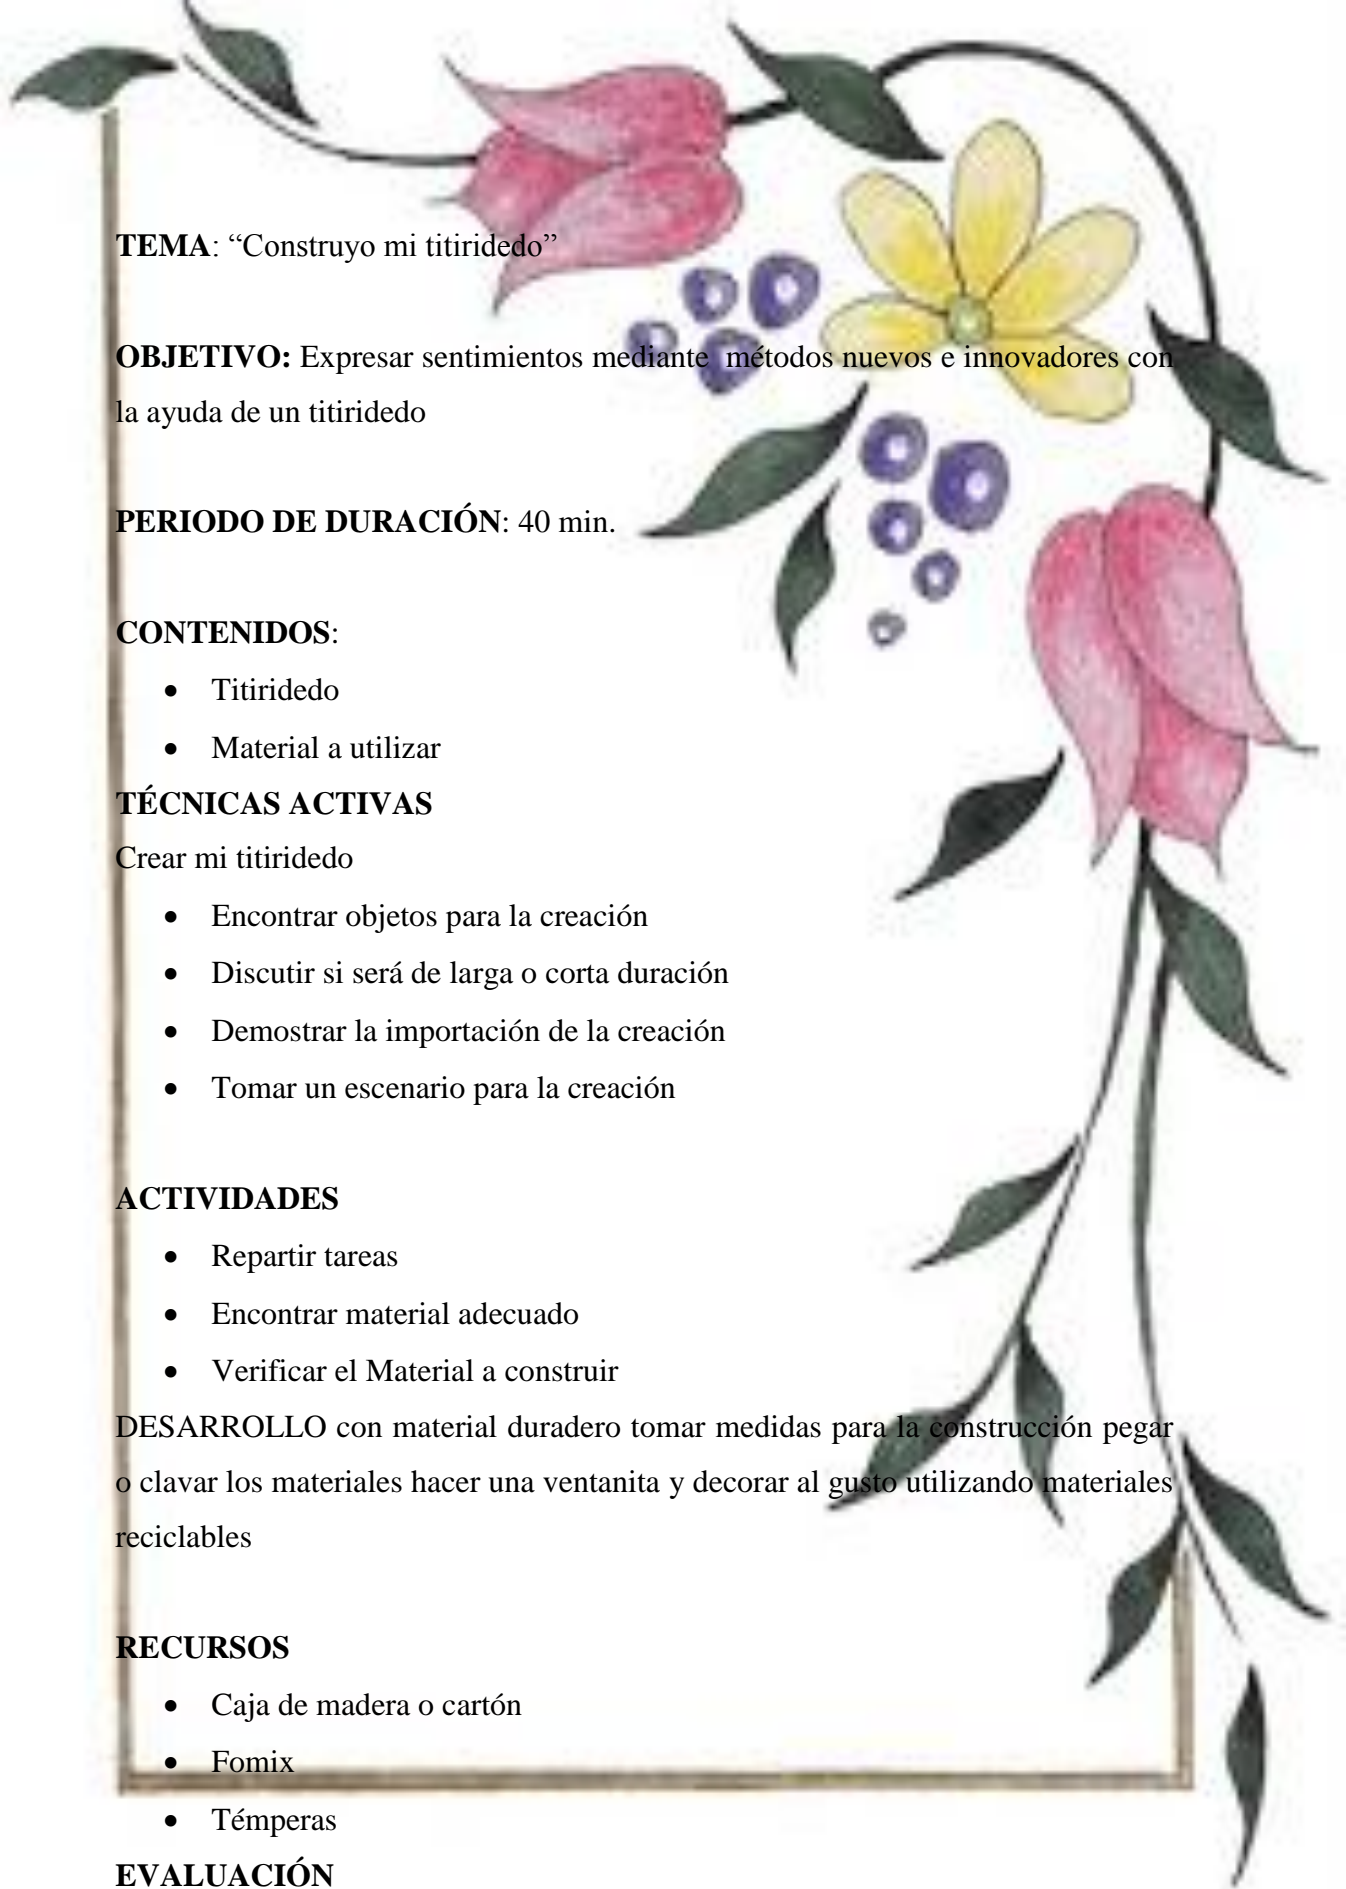 TEMA: “Construyo mi titiridedo”
OBJETIVO: Expresar sentimientos mediante métodos nuevos e innovadores con
la ayuda de un titiridedo
PERIODO DE DURACIÓN: 40 min.
CONTENIDOS:
• Titiridedo
• Material a utilizar
TÉCNICAS ACTIVAS
Crear mi titiridedo
• Encontrar objetos para la creación
• Discutir si será de larga o corta duración
• Demostrar la importación de la creación
• Tomar un escenario para la creación
ACTIVIDADES
• Repartir tareas
• Encontrar material adecuado
• Verificar el Material a construir
DESARROLLO con material duradero tomar medidas para la construcción pegar
o clavar los materiales hacer una ventanita y decorar al gusto utilizando materiales
reciclables
RECURSOS
• Caja de madera o cartón
• Fomix
• Témperas
EVALUACIÓN